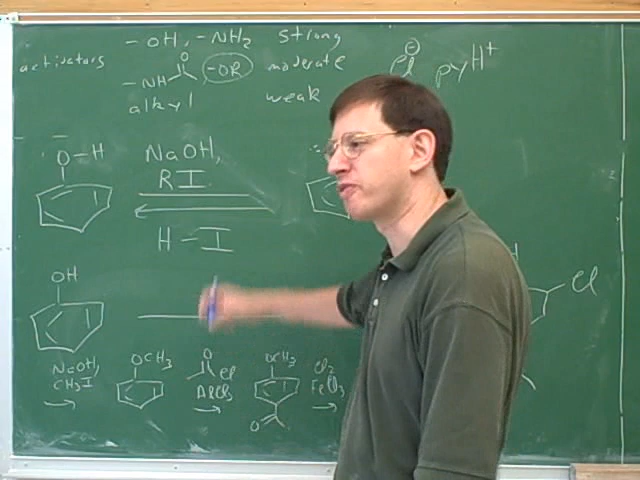 activators -OH, -NH2 strong
-NH O -OR moderate
alkyl weak
Cl⊖ pyH+
O-H NaOH,
RI
H-I
OH
Cl
NaOH,
CH3I
OCH3
O Cl
AlCl3
OCH3
O
Cl2
FeCl3